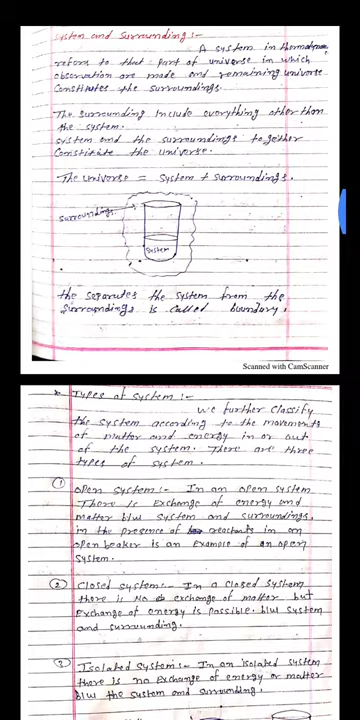 System and Surroundings:-
A system in thermodynamics
refers to that part of universe in which
observation are made and remaining universe
Constitutes the surroundings.
The surrounding include everything other than
the system.
system and the surroundings together
Constitute the universe.
The universe = System + surroundings.
surroundings
System
the separates the system from the
surroundings is called boundary.
Scanned with CamScanner
Types of system :-
We further classify
the system according to the movements
of matter and energy in or out
of the system. There are three
types of system.
① open system:- In an open system
There is Exchange of energy and
matter b/w system and surroundings.
in the presence of reactants in an
open beaker is an Example of an open
system.
② Closed system:- In a closed system
there is No exchange of matter but
Exchange of energy is possible. b/w system
and surrounding.
③ Isolated system:- In an isolated system
there is no Exchange of energy or matter
b/w the system and surrounding.